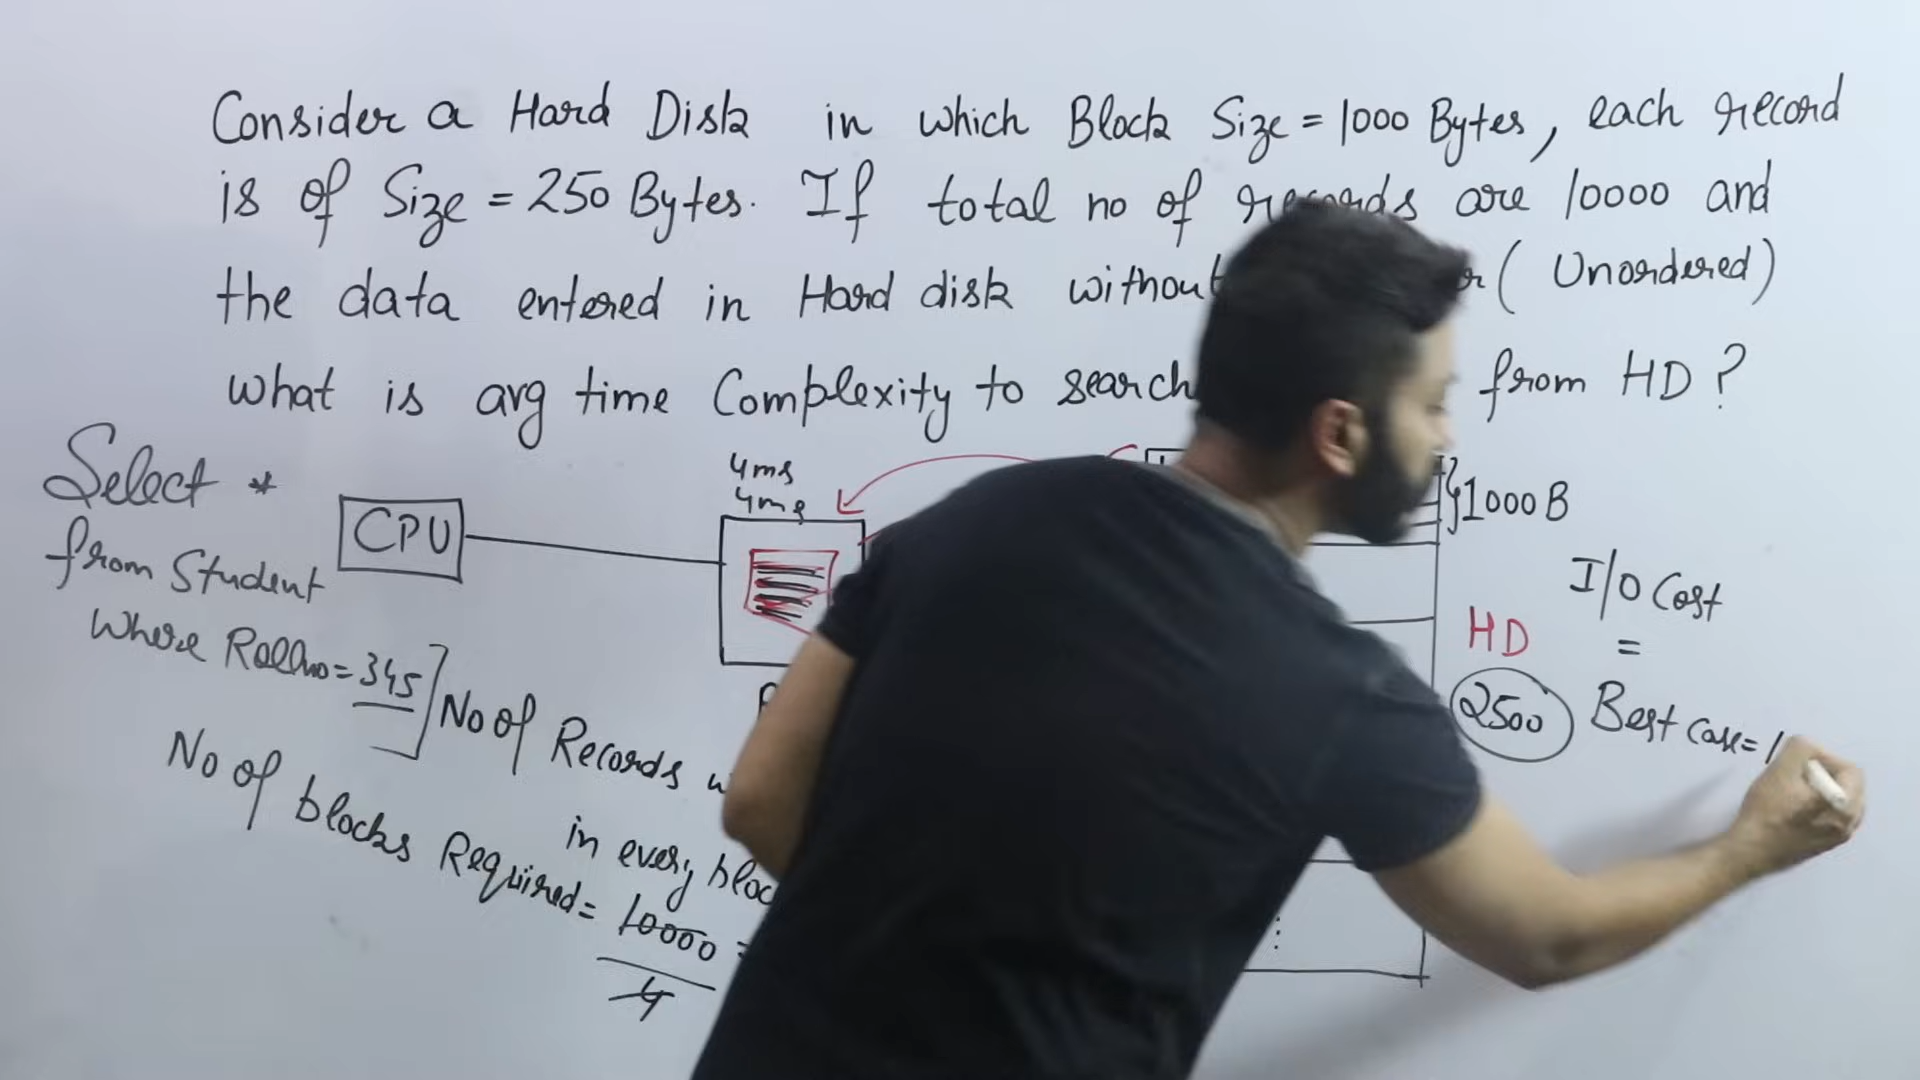 Consider a Hard Disk in which Block Size = 1000 Bytes, each record
is of Size = 250 Bytes. If total no of records are 10000 and
the data entered in Hard disk without (Unordered)
what is avg time Complexity to search from HD?
Select *
from Student
Where Rollno = 345
CPU
4ms
4ms
1000 B
I/O Cost
=
HD
2500
Best Case = 1
No of Records
in every bloc
No of blocks Required = 10000
4